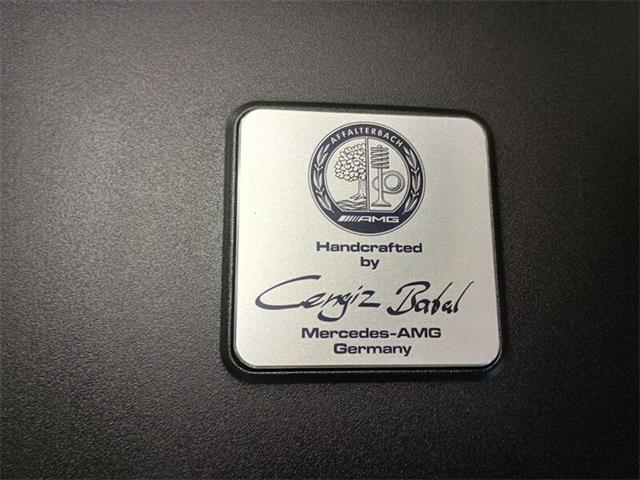 AFFALTERBACH
AMG
Handcrafted
by
Cengiz Babal
Mercedes-AMG
Germany